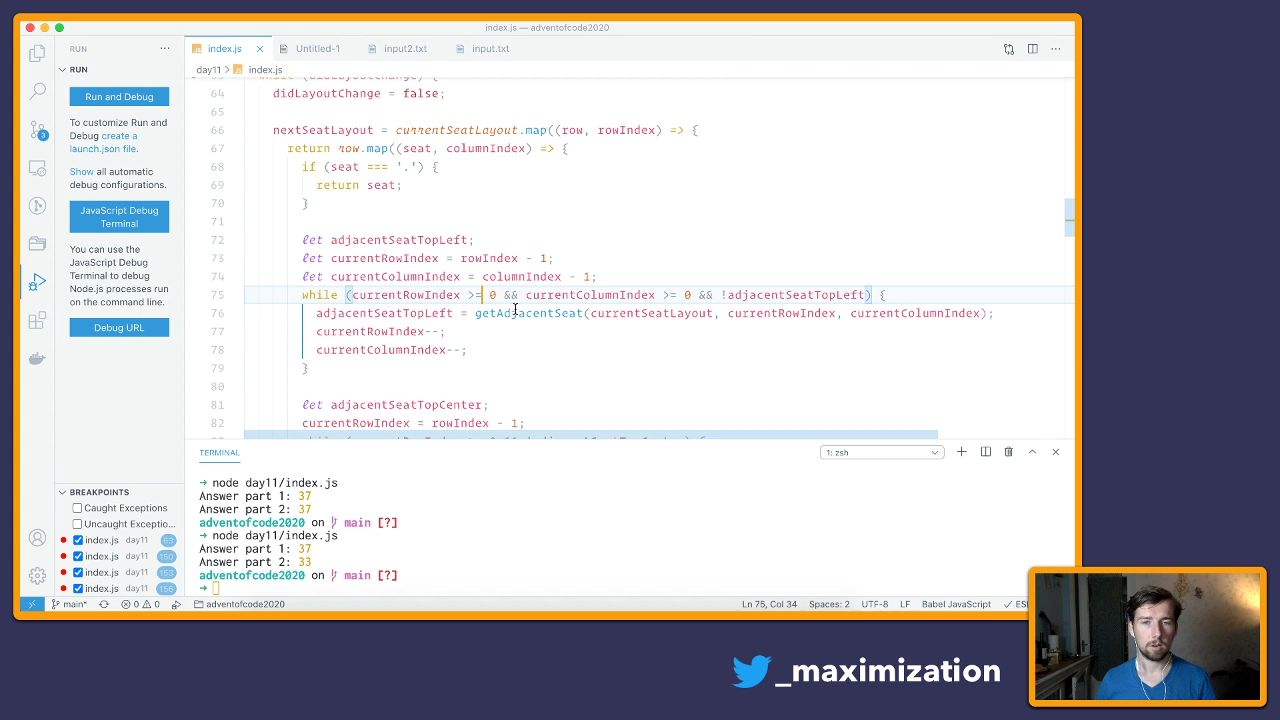 index.js — adventofcode2020
RUN
index.js
Untitled-1
input2.txt
input.txt
RUN
day11 > index.js
Run and Debug
To customize Run and
Debug create a
launch.json file.
Show all automatic
debug configurations.
JavaScript Debug
Terminal
You can use the
JavaScript Debug
Terminal to debug
Node.js processes run
on the command line.
Debug URL
64 didLayoutChange = false;
65
66 nextSeatLayout = currentSeatLayout.map((row, rowIndex) => {
67 return row.map((seat, columnIndex) => {
68 if (seat === '.') {
69 return seat;
70 }
71
72 let adjacentSeatTopLeft;
73 let currentRowIndex = rowIndex - 1;
74 let currentColumnIndex = columnIndex - 1;
75 while (currentRowIndex >= 0 && currentColumnIndex >= 0 && !adjacentSeatTopLeft) {
76 adjacentSeatTopLeft = getAdjacentSeat(currentSeatLayout, currentRowIndex, currentColumnIndex);
77 currentRowIndex--;
78 currentColumnIndex--;
79 }
80
81 let adjacentSeatTopCenter;
82 currentRowIndex = rowIndex - 1;
TERMINAL
1: zsh
→ node day11/index.js
Answer part 1: 37
Answer part 2: 37
adventofcode2020 on main [?]
→ node day11/index.js
Answer part 1: 37
Answer part 2: 33
adventofcode2020 on main [?]
→
BREAKPOINTS
Caught Exceptions
Uncaught Exceptio...
index.js day11 63
index.js day11 150
index.js day11 153
index.js day11 156
3
main*
0 0
adventofcode2020
Ln 75, Col 34
Spaces: 2
UTF-8
LF
Babel JavaScript
_maximization